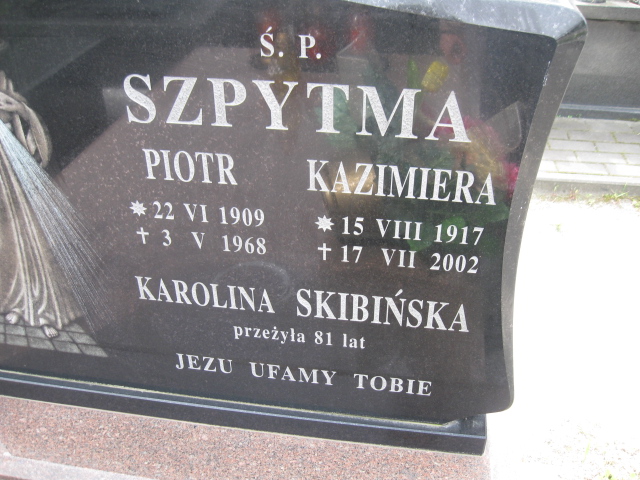 Ś. P.
SZPYTMA
PIOTR KAZIMIERA
✷ 22 VI 1909 ✷ 15 VIII 1917
✝ 3 V 1968 ✝ 17 VII 2002
KAROLINA SKIBIŃSKA
przeżyła 81 lat
JEZU UFAMY TOBIE